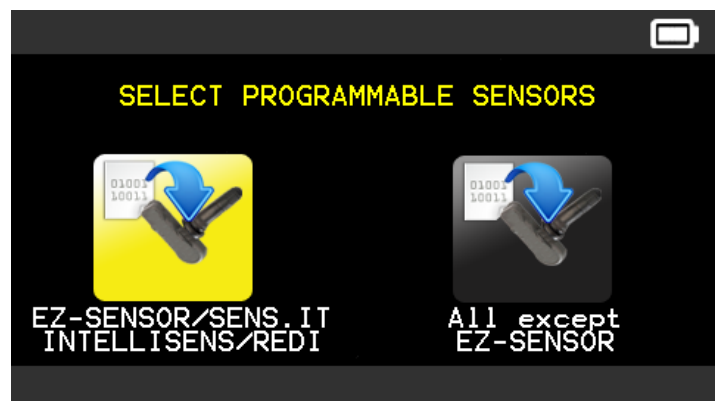 SELECT PROGRAMMABLE SENSORS
01001
10011
01001
10011
EZ-SENSOR/SENS.IT
INTELLISENS/REDI
All except
EZ-SENSOR